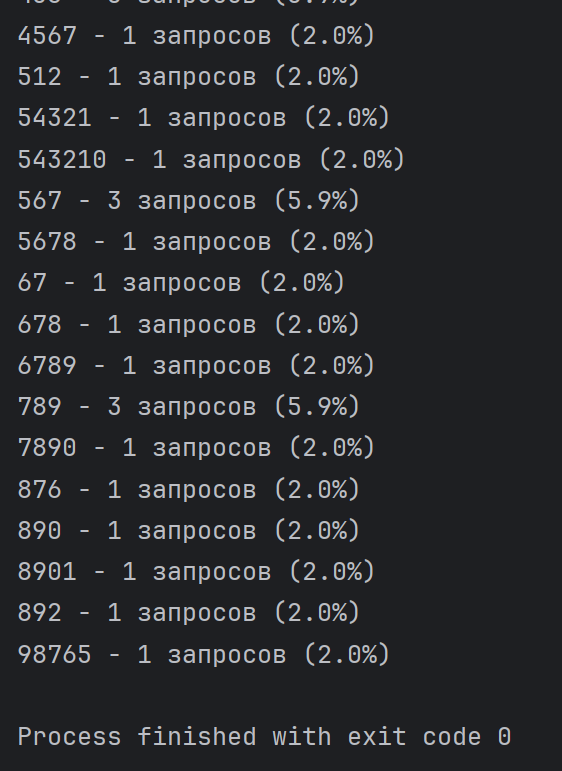 4567 - 1 запросов (2.0%)
512 - 1 запросов (2.0%)
54321 - 1 запросов (2.0%)
543210 - 1 запросов (2.0%)
567 - 3 запросов (5.9%)
5678 - 1 запросов (2.0%)
67 - 1 запросов (2.0%)
678 - 1 запросов (2.0%)
6789 - 1 запросов (2.0%)
789 - 3 запросов (5.9%)
7890 - 1 запросов (2.0%)
876 - 1 запросов (2.0%)
890 - 1 запросов (2.0%)
8901 - 1 запросов (2.0%)
892 - 1 запросов (2.0%)
98765 - 1 запросов (2.0%)
Process finished with exit code 0